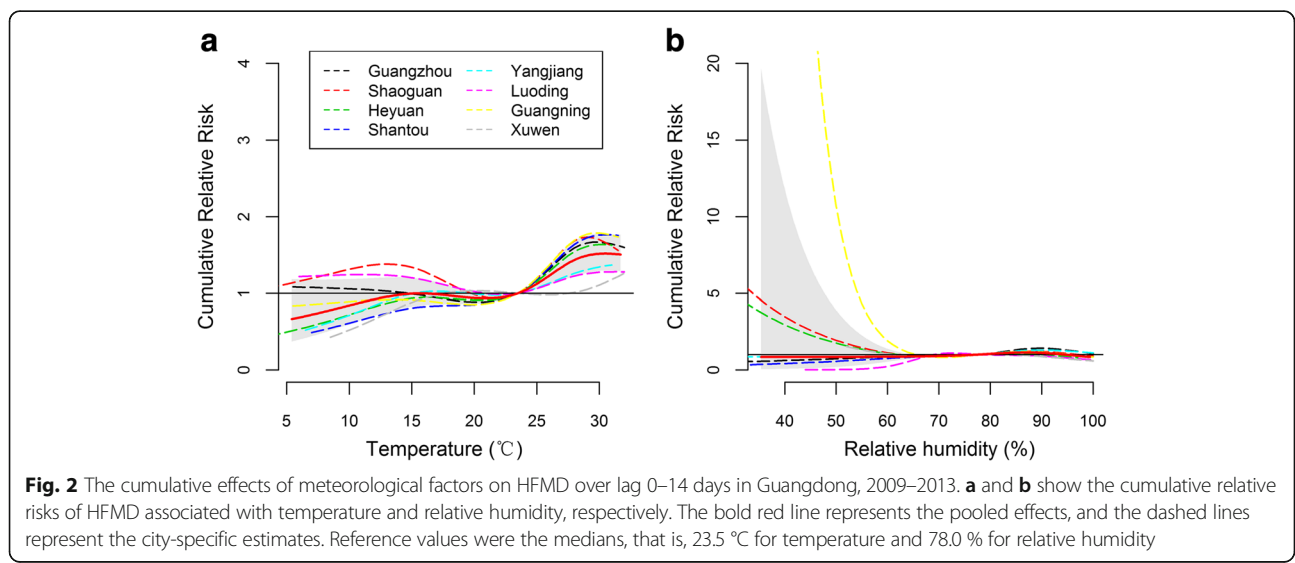 a
b
Cumulative Relative Risk
4
3
2
1
0
Guangzhou
Shaoguan
Heyuan
Shantou
Yangjiang
Luoding
Guangning
Xuwen
5 10 15 20 25 30
Temperature (℃)
Cumulative Relative Risk
20
15
10
5
0
40 50 60 70 80 90 100
Relative humidity (%)
Fig. 2 The cumulative effects of meteorological factors on HFMD over lag 0–14 days in Guangdong, 2009–2013. a and b show the cumulative relative
risks of HFMD associated with temperature and relative humidity, respectively. The bold red line represents the pooled effects, and the dashed lines
represent the city-specific estimates. Reference values were the medians, that is, 23.5 °C for temperature and 78.0 % for relative humidity